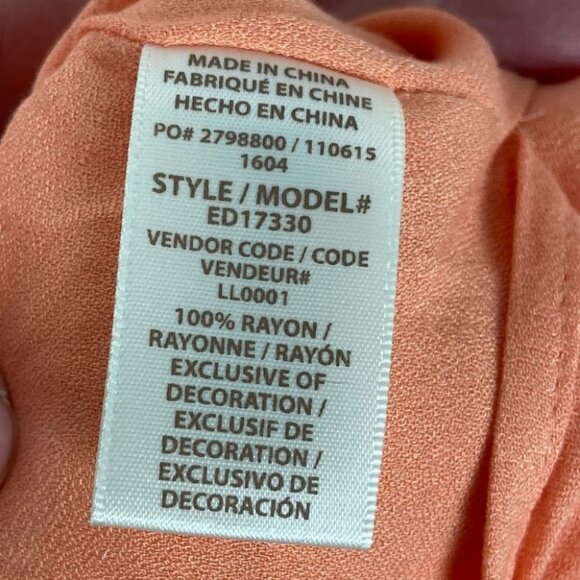 MADE IN CHINA
FABRIQUÉ EN CHINE
HECHO EN CHINA
PO# 2798800 / 110615
1604
STYLE / MODEL#
ED17330
VENDOR CODE / CODE
VENDEUR#
LL0001
100% RAYON /
RAYONNE / RAYÓN
EXCLUSIVE OF
DECORATION /
EXCLUSIF DE
DECORATION /
EXCLUSIVO DE
DECORACIÓN